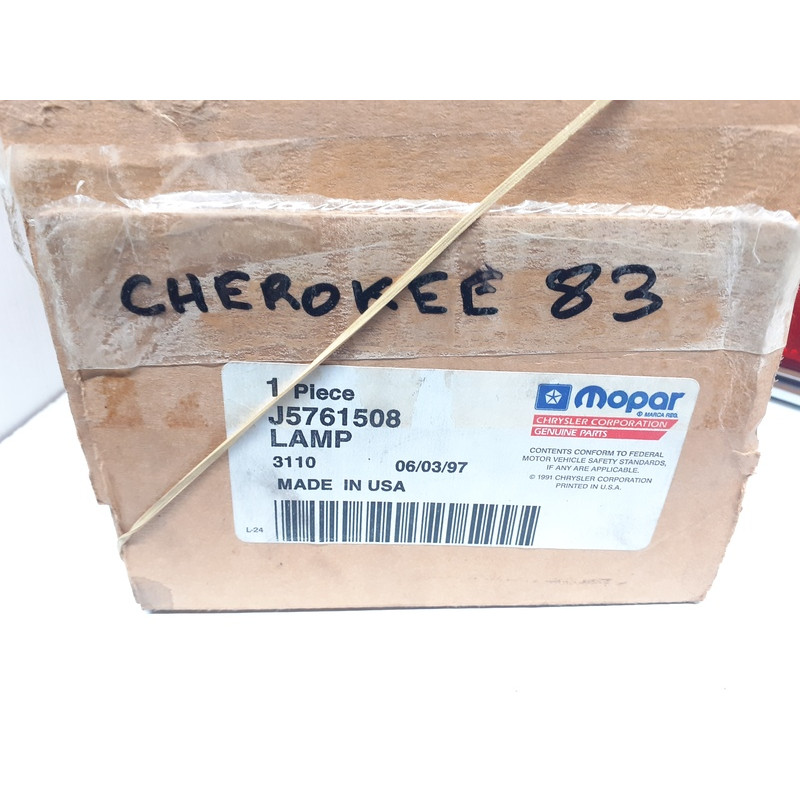 CHEROKEE 83
1 Piece
J5761508
LAMP
3110 06/03/97
MADE IN USA
L-24
Mopar
® MARCA REG.
CHRYSLER CORPORATION
GENUINE PARTS
CONTENTS CONFORM TO FEDERAL
MOTOR VEHICLE SAFETY STANDARDS,
IF ANY ARE APPLICABLE.
© 1991 CHRYSLER CORPORATION
PRINTED IN U.S.A.